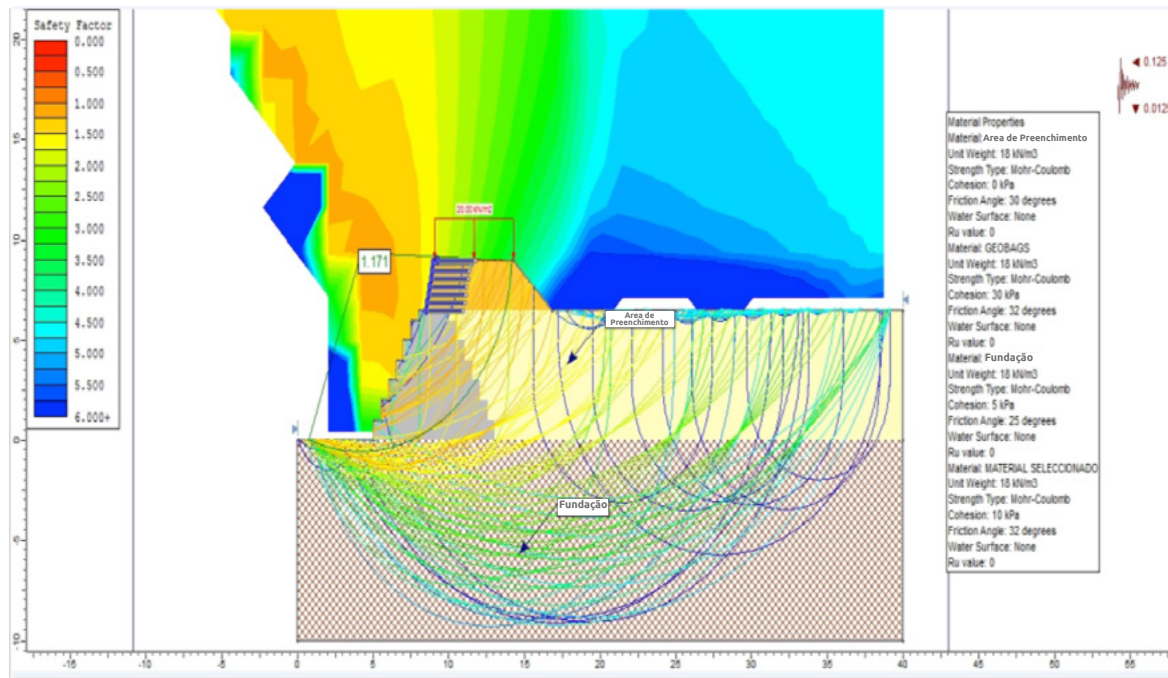 Safety Factor
0.000
0.500
1.000
1.500
2.000
2.500
3.000
3.500
4.000
4.500
5.000
5.500
6.000+
20
15
10
5
0
-5
-10
1.171
20.00 kN/m2
Area de
Preenchimento
Fundação
0.125
0.0125
Material Properties
Material: Area de Preenchimento
Unit Weight: 18 kN/m3
Strength Type: Mohr-Coulomb
Cohesion: 0 kPa
Friction Angle: 30 degrees
Water Surface: None
Ru value: 0
Material: GEOBAGS
Unit Weight: 18 kN/m3
Strength Type: Mohr-Coulomb
Cohesion: 30 kPa
Friction Angle: 32 degrees
Water Surface: None
Ru value: 0
Material: Fundação
Unit Weight: 18 kN/m3
Strength Type: Mohr-Coulomb
Cohesion: 5 kPa
Friction Angle: 25 degrees
Water Surface: None
Ru value: 0
Material: MATERIAL SELECCIONADO
Unit Weight: 18 kN/m3
Strength Type: Mohr-Coulomb
Cohesion: 10 kPa
Friction Angle: 32 degrees
Water Surface: None
Ru value: 0
-15 -10 -5 0 5 10 15 20 25 30 35 40 45 50 55